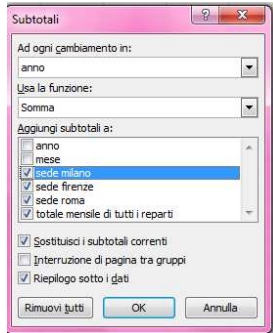 Subtotali
Ad ogni cambiamento in:
anno
Usa la funzione:
Somma
Aggiungi subtotali a:
anno
mese
sede milano
sede firenze
sede roma
totale mensile di tutti i reparti
Sostituisci i subtotali correnti
Interruzione di pagina tra gruppi
Riepilogo sotto i dati
Rimuovi tutti OK Annulla